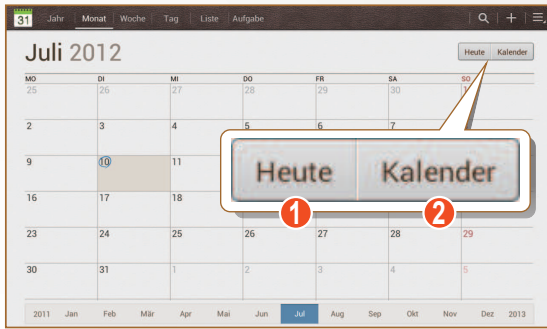 31 Jahr Monat Woche Tag Liste Aufgabe
Juli 2012 Heute Kalender
MO DI MI DO FR SA SO
25 26 27 28 29 30 1
2 3 4 5 6 7
Heute Kalender
9 10 11
1 2
16 17 18
23 24 25 26 27 28 29
30 31 1 2 3 4 5
2011 Jan Feb Mär Apr Mai Jun Jul Aug Sep Okt Nov Dez 2013